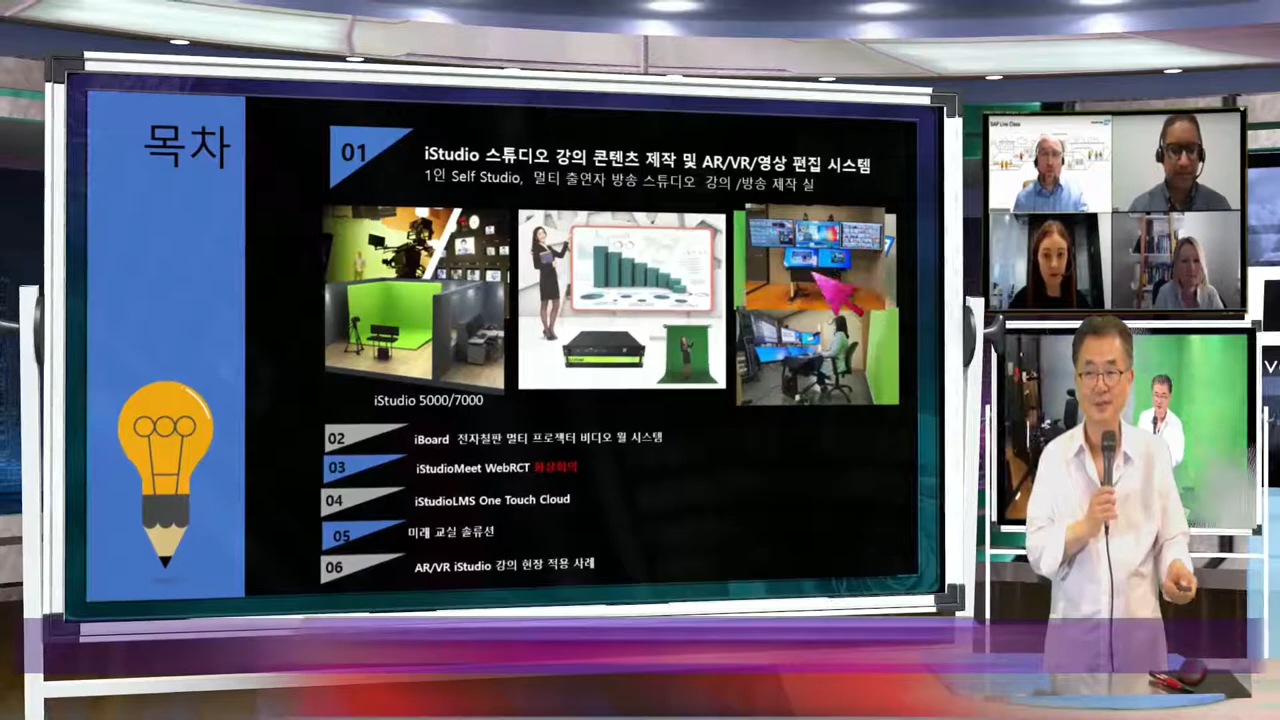 목차
01
iStudio 스튜디오 강의 콘텐츠 제작 및 AR/VR/영상 편집 시스템
1인 Self Studio, 멀티 출연자 방송 스튜디오 강의 /방송 제작 실
iStudio 5000/7000
02 iBoard 전자칠판 멀티 프로젝터 비디오 월 시스템
03 iStudioMeet WebRCT 화상회의
04 iStudioLMS One Touch Cloud
05 미래 교실 솔류션
06 AR/VR iStudio 강의 현장 적용 사례
SAP Live Class